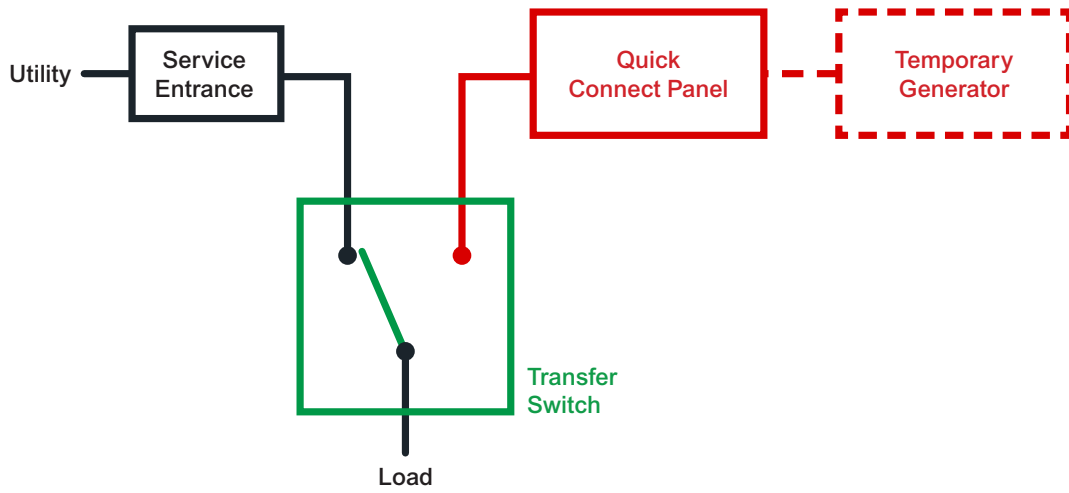 Utility
Service
Entrance
Quick
Connect Panel
Temporary
Generator
Transfer
Switch
Load